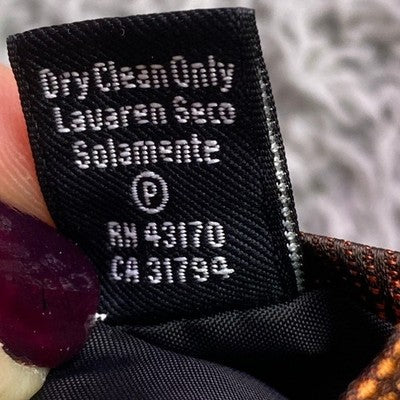 Dry Clean Only
Lavaren Seco
Solamente
P
RN 43170
CA 31794